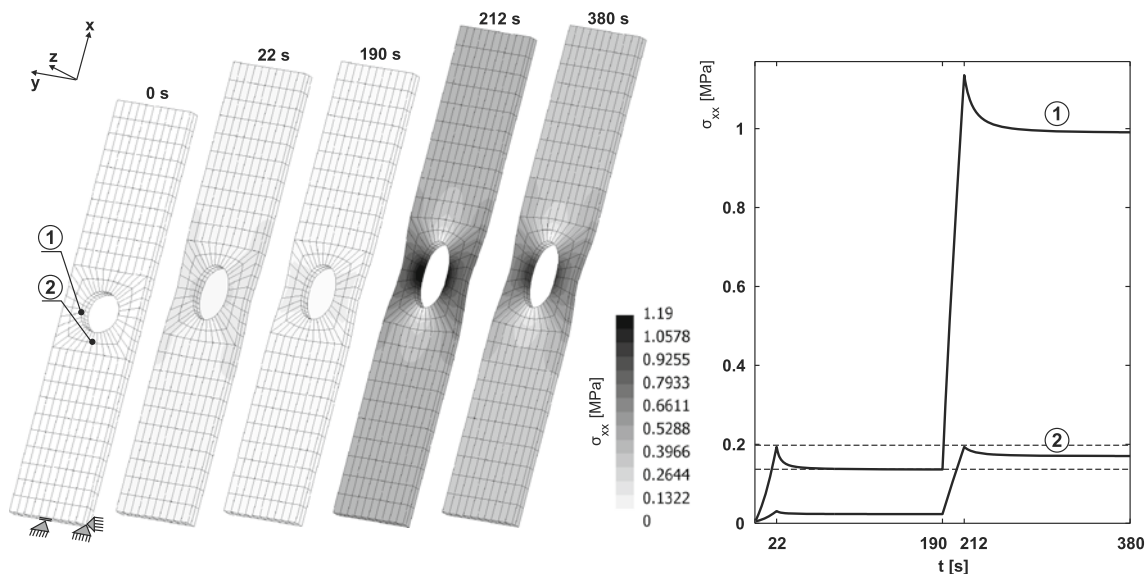 212 s
380 s
22 s
190 s
0 s
x
z
y
1
2
1.19
1.0578
0.9255
0.7933
0.6611
0.5288
0.3966
0.2644
0.1322
0
σxx [MPa]
σxx [MPa]
1
0.8
0.6
0.4
0.2
0
1
2
22
190
212
380
t [s]